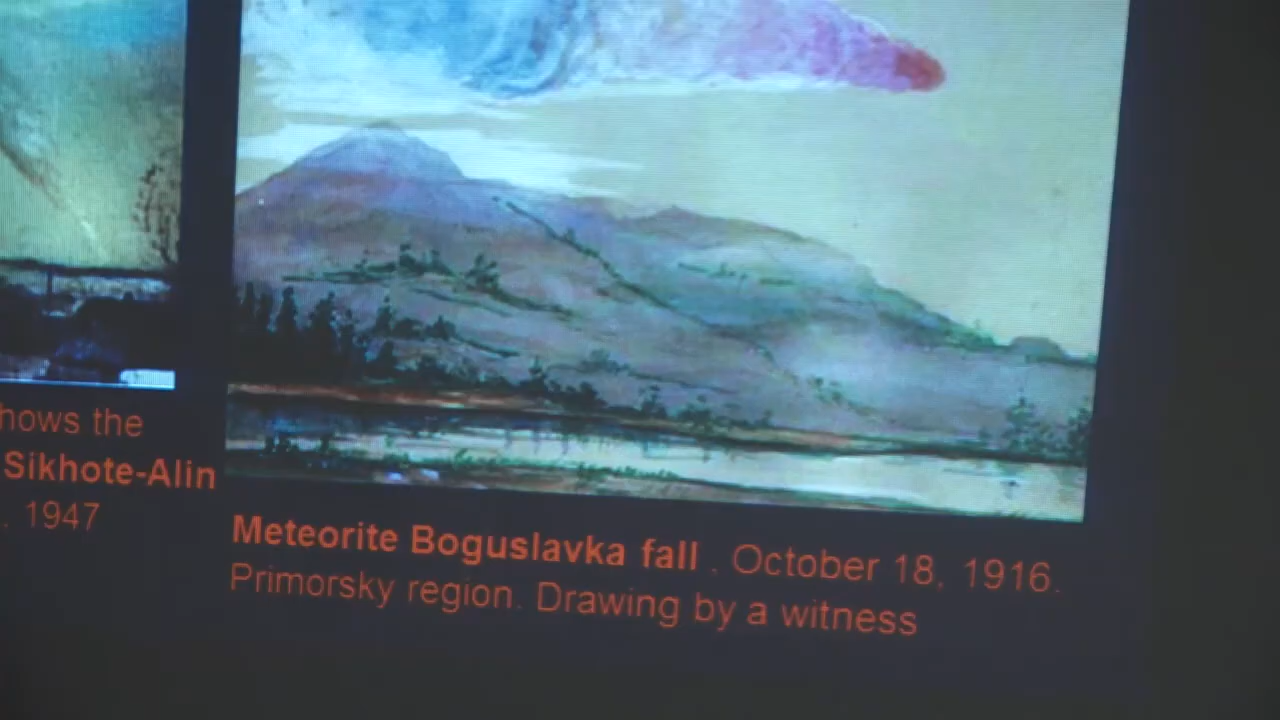 hows the
Sikhote-Alin
. 1947
Meteorite Boguslavka fall . October 18, 1916.
Primorsky region. Drawing by a witness